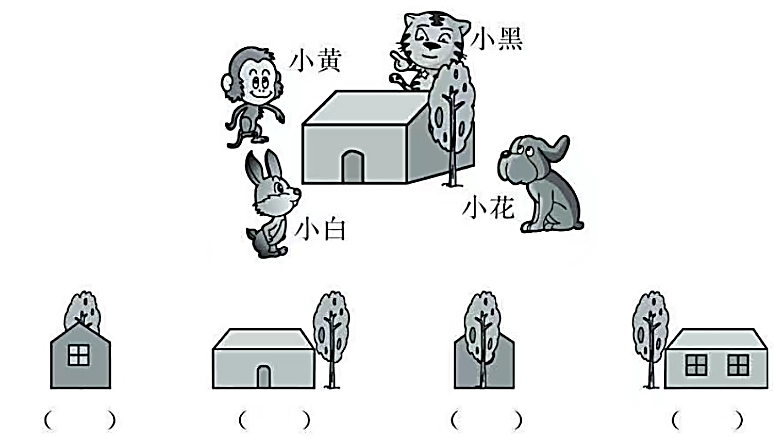 小黑
小黄
小花
小白
（　　） （　　） （　　） （　　）